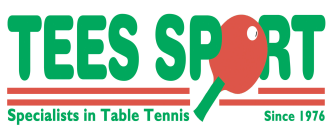 TEES SPORT
Specialists in Table Tennis Since 1976